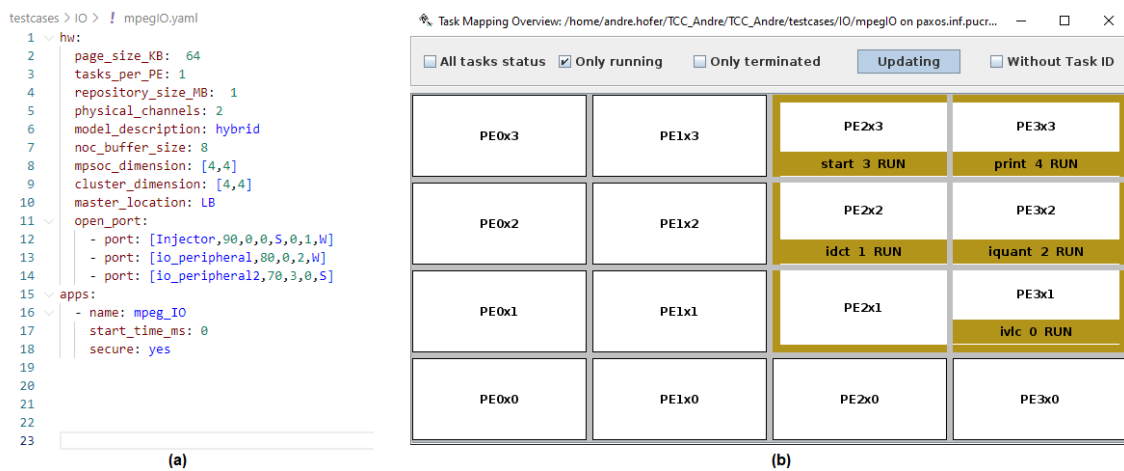 testcases > IO > ! mpegIO.yaml
1 hw:
2 page_size_KB: 64
3 tasks_per_PE: 1
4 repository_size_MB: 1
5 physical_channels: 2
6 model_description: hybrid
7 noc_buffer_size: 8
8 mpsoc_dimension: [4,4]
9 cluster_dimension: [4,4]
10 master_location: LB
11 open_port:
12 - port: [Injector,90,0,0,S,0,1,W]
13 - port: [io_peripheral,80,0,2,W]
14 - port: [io_peripheral2,70,3,0,S]
15 apps:
16 - name: mpeg_IO
17 start_time_ms: 0
18 secure: yes
19
20
21
22
23
(a)
Task Mapping Overview: /home/andre.hofer/TCC_Andre/TCC_Andre/testcases/IO/mpegIO on paxos.inf.pucr...
All tasks status Only running Only terminated Updating Without Task ID
PE0x3 PE1x3 PE2x3 PE3x3
start 3 RUN print 4 RUN
PE0x2 PE1x2 PE2x2 PE3x2
idct 1 RUN iquant 2 RUN
PE0x1 PE1x1 PE2x1 PE3x1
ivlc 0 RUN
PE0x0 PE1x0 PE2x0 PE3x0
(b)